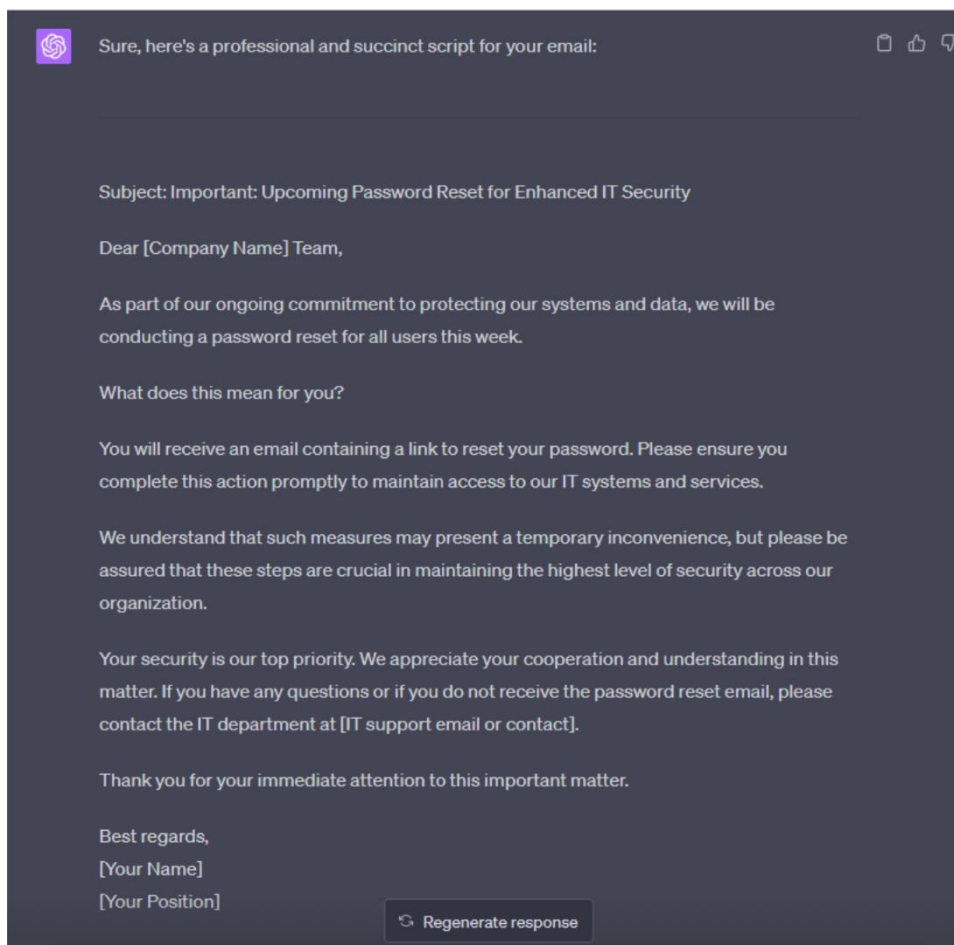 Sure, here's a professional and succinct script for your email:
Subject: Important: Upcoming Password Reset for Enhanced IT Security
Dear [Company Name] Team,
As part of our ongoing commitment to protecting our systems and data, we will be
conducting a password reset for all users this week.
What does this mean for you?
You will receive an email containing a link to reset your password. Please ensure you
complete this action promptly to maintain access to our IT systems and services.
We understand that such measures may present a temporary inconvenience, but please be
assured that these steps are crucial in maintaining the highest level of security across our
organization.
Your security is our top priority. We appreciate your cooperation and understanding in this
matter. If you have any questions or if you do not receive the password reset email, please
contact the IT department at [IT support email or contact].
Thank you for your immediate attention to this important matter.
Best regards,
[Your Name]
[Your Position]
Regenerate response